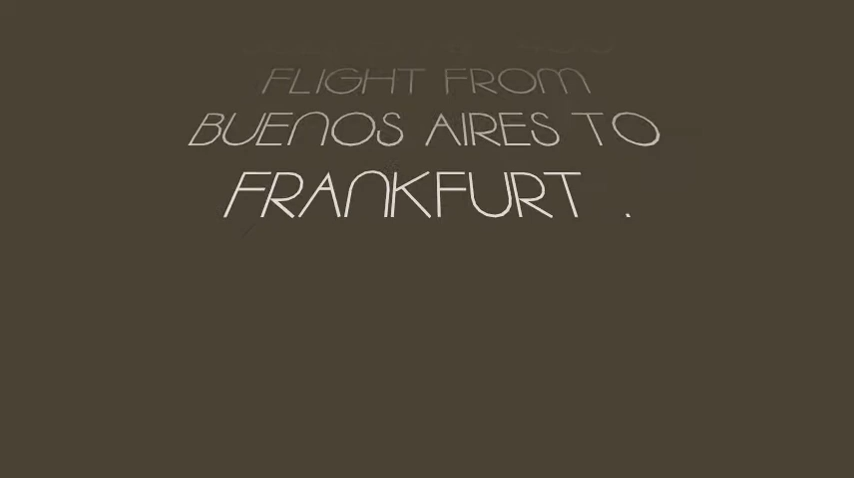 FLIGHT FROM
BUENOS AIRES TO
FRANKFURT .